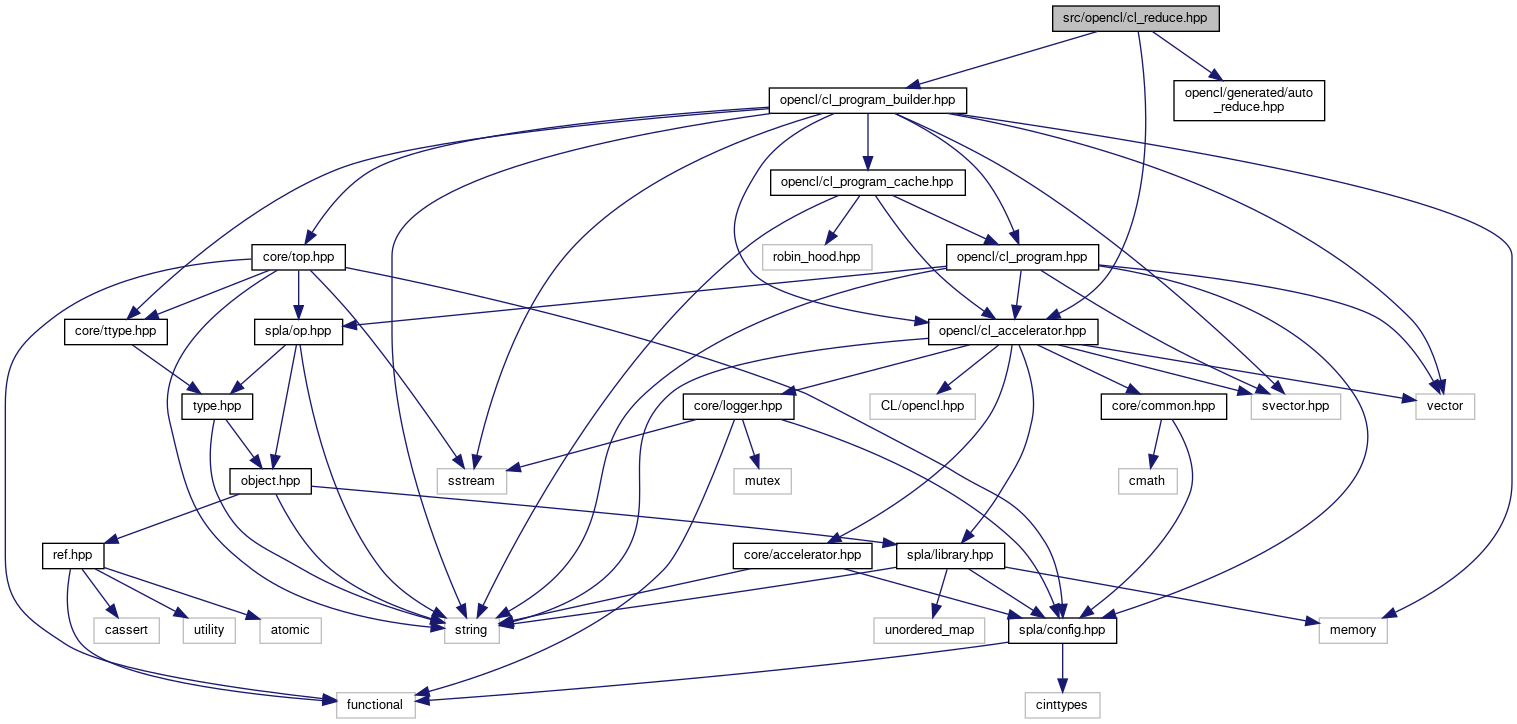 src/opencl/cl_reduce.hpp
opencl/cl_program_builder.hpp
opencl/generated/auto
_reduce.hpp
opencl/cl_program_cache.hpp
core/top.hpp
robin_hood.hpp
opencl/cl_program.hpp
core/ttype.hpp
spla/op.hpp
opencl/cl_accelerator.hpp
type.hpp
core/logger.hpp
CL/opencl.hpp
core/common.hpp
svector.hpp
vector
object.hpp
sstream
mutex
cmath
ref.hpp
core/accelerator.hpp
spla/library.hpp
cassert
utility
atomic
string
unordered_map
spla/config.hpp
memory
functional
cinttypes